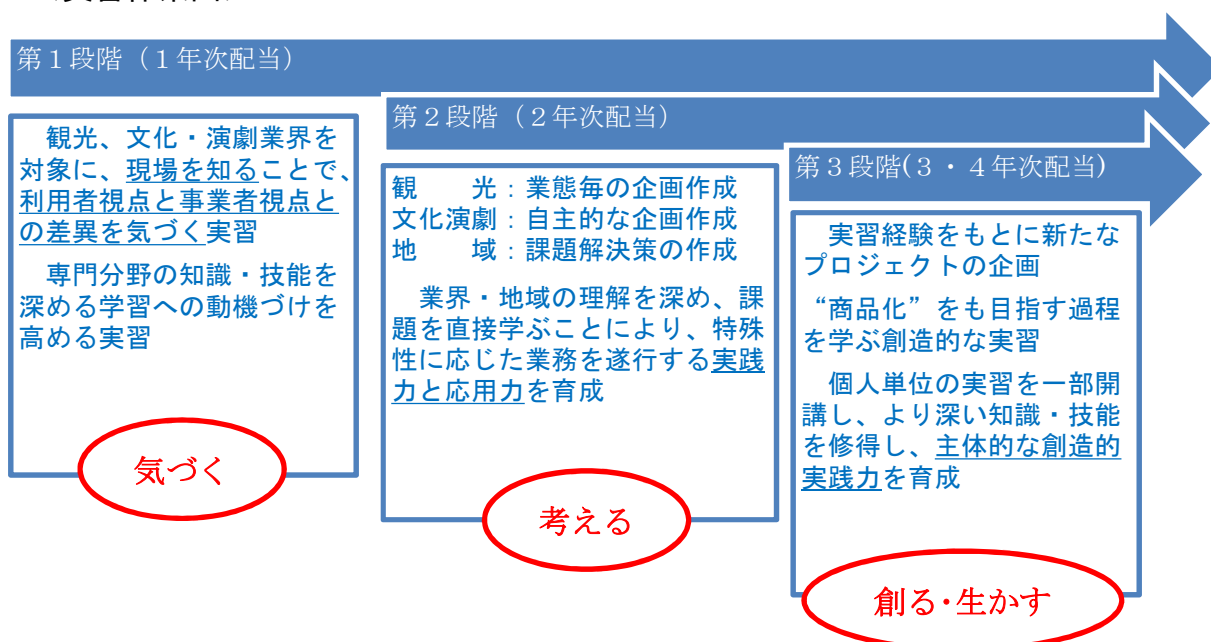 第１段階（１年次配当）
観光、文化・演劇業界を
対象に、現場を知ることで、
利用者視点と事業者視点と
の差異を気づく実習
専門分野の知識・技能を
深める学習への動機づけを
高める実習
気づく
第２段階（２年次配当）
観　　光：業態毎の企画作成
文化演劇：自主的な企画作成
地　　域：課題解決策の作成
業界・地域の理解を深め、課
題を直接学ぶことにより、特殊
性に応じた業務を遂行する実践
力と応用力を育成
考える
第３段階(３・４年次配当)
実習経験をもとに新たな
プロジェクトの企画
“商品化”をも目指す過程
を学ぶ創造的な実習
個人単位の実習を一部開
講し、より深い知識・技能
を修得し、主体的な創造的
実践力を育成
創る・生かす